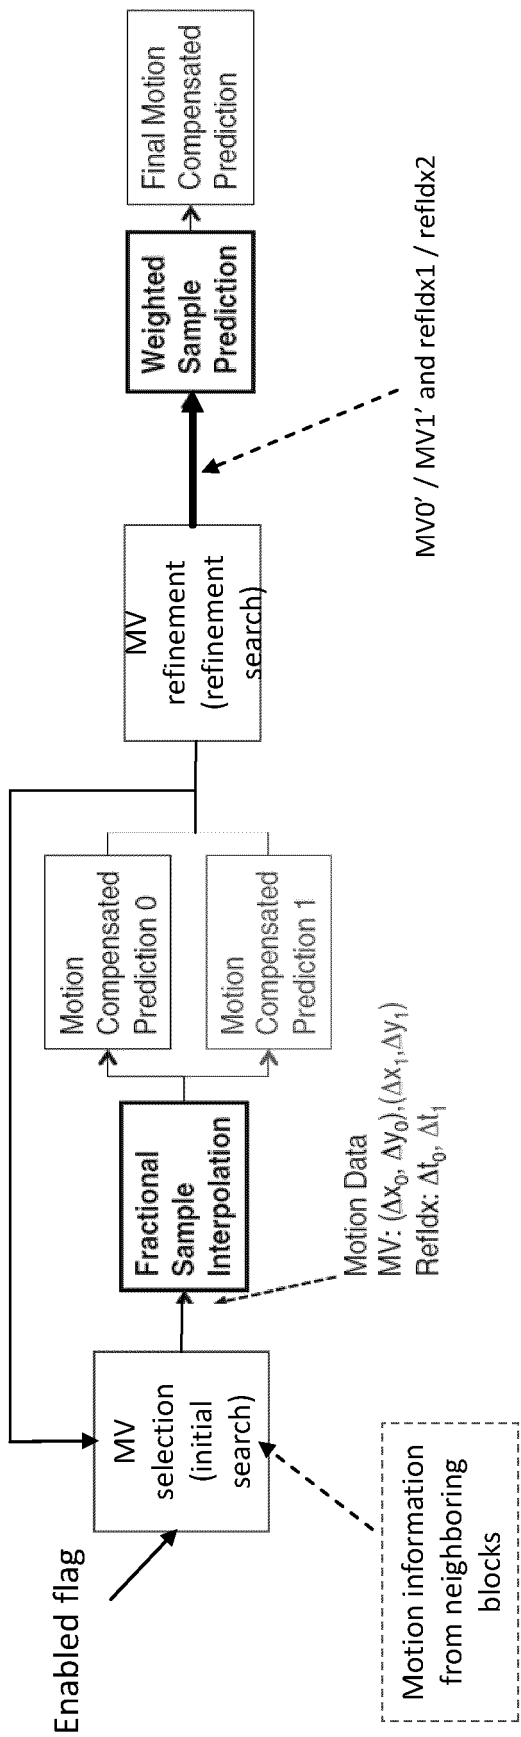 Enabled flag
MV
selection
(initial
search)
Motion information
from neighboring
blocks
Fractional
Sample
Interpolation
Motion Data
MV: (Δx₀, Δy₀),(Δx₁,Δy₁)
RefIdx: Δt₀, Δt₁
Motion
Compensated
Prediction 0
Motion
Compensated
Prediction 1
MV
refinement
(refinement
search)
MV0' / MV1' and refIdx1 / refIdx2
Weighted
Sample
Prediction
Final Motion
Compensated
Prediction